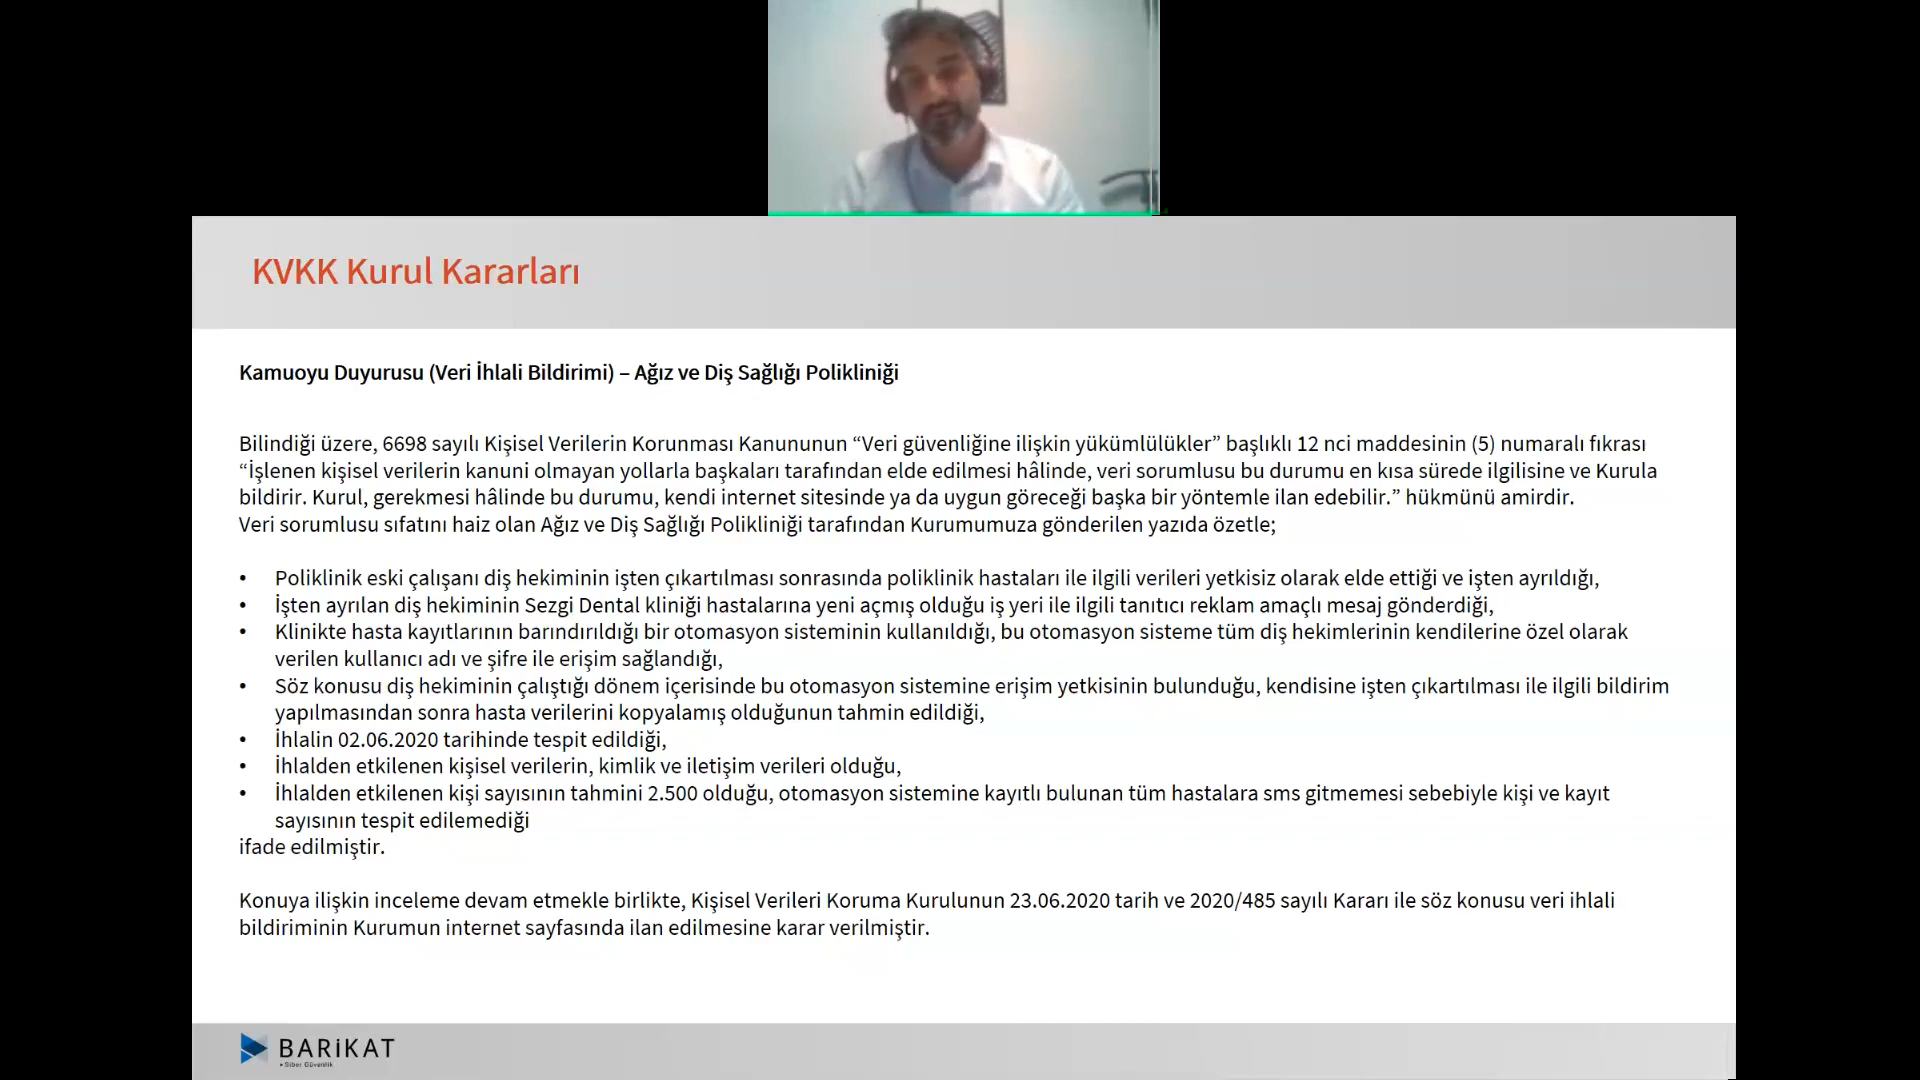 KVKK Kurul Kararları
Kamuoyu Duyurusu (Veri İhlali Bildirimi) – Ağız ve Diş Sağlığı Polikliniği
Bilindiği üzere, 6698 sayılı Kişisel Verilerin Korunması Kanununun “Veri güvenliğine ilişkin yükümlülükler” başlıklı 12 nci maddesinin (5) numaralı fıkrası
“İşlenen kişisel verilerin kanuni olmayan yollarla başkaları tarafından elde edilmesi hâlinde, veri sorumlusu bu durumu en kısa sürede ilgilisine ve Kurula
bildirir. Kurul, gerekmesi hâlinde bu durumu, kendi internet sitesinde ya da uygun göreceği başka bir yöntemle ilan edebilir.” hükmünü amirdir.
Veri sorumlusu sıfatını haiz olan Ağız ve Diş Sağlığı Polikliniği tarafından Kurumumuza gönderilen yazıda özetle;
• Poliklinik eski çalışanı diş hekiminin işten çıkartılması sonrasında poliklinik hastaları ile ilgili verileri yetkisiz olarak elde ettiği ve işten ayrıldığı,
• İşten ayrılan diş hekiminin Sezgi Dental kliniği hastalarına yeni açmış olduğu iş yeri ile ilgili tanıtıcı reklam amaçlı mesaj gönderdiği,
• Klinikte hasta kayıtlarının barındırıldığı bir otomasyon sisteminin kullanıldığı, bu otomasyon sisteme tüm diş hekimlerinin kendilerine özel olarak
verilen kullanıcı adı ve şifre ile erişim sağlandığı,
• Söz konusu diş hekiminin çalıştığı dönem içerisinde bu otomasyon sistemine erişim yetkisinin bulunduğu, kendisine işten çıkartılması ile ilgili bildirim
yapılmasından sonra hasta verilerini kopyalamış olduğunun tahmin edildiği,
• İhlalin 02.06.2020 tarihinde tespit edildiği,
• İhlalden etkilenen kişisel verilerin, kimlik ve iletişim verileri olduğu,
• İhlalden etkilenen kişi sayısının tahmini 2.500 olduğu, otomasyon sistemine kayıtlı bulunan tüm hastalara sms gitmemesi sebebiyle kişi ve kayıt
sayısının tespit edilemediği
ifade edilmiştir.
Konuya ilişkin inceleme devam etmekle birlikte, Kişisel Verileri Koruma Kurulunun 23.06.2020 tarih ve 2020/485 sayılı Kararı ile söz konusu veri ihlali
bildiriminin Kurumun internet sayfasında ilan edilmesine karar verilmiştir.
BARiKAT
Siber Güvenlik